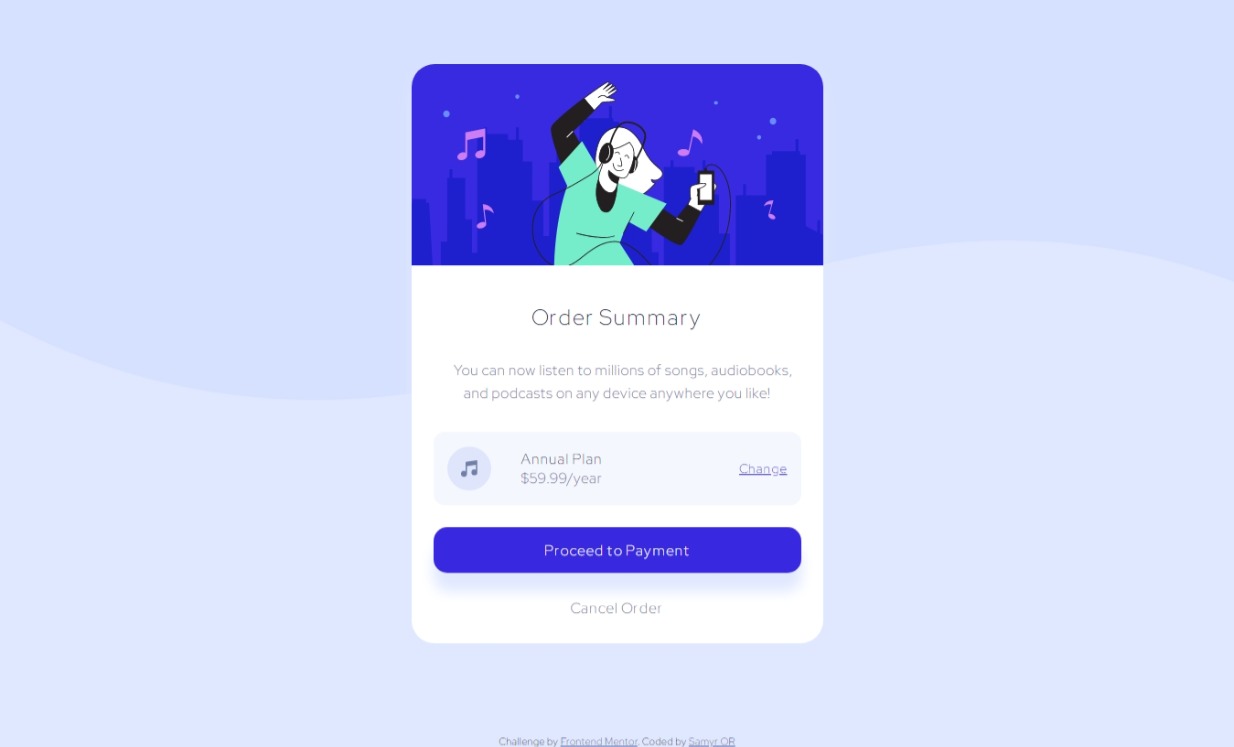 Order Summary
You can now listen to millions of songs, audiobooks,
and podcasts on any device anywhere you like!
Annual Plan
$59.99/year
Change
Proceed to Payment
Cancel Order
Challenge by Frontend Mentor. Coded by Samyr OR